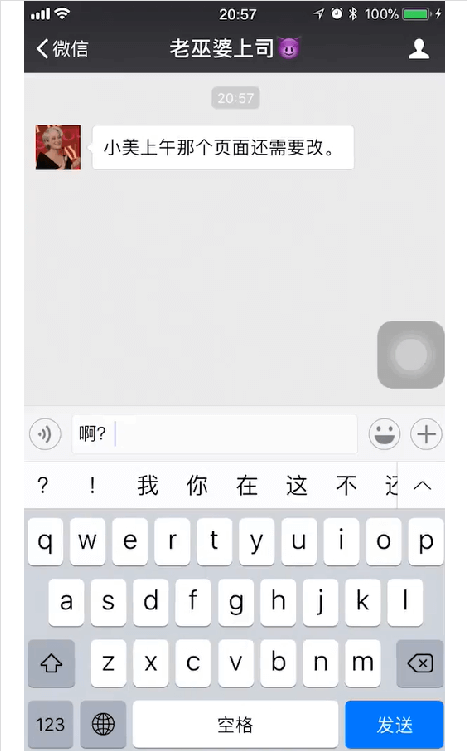 20:57 100%
微信 老巫婆上司😈
20:57
小美上午那个页面还需要改。
啊?
? ! 我 你 在 这 不 还
q w e r t y u i o p
a s d f g h j k l
z x c v b n m
123 空格 发送